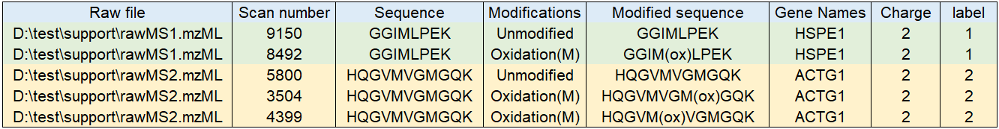 Raw file Scan number Sequence Modifications Modified sequence Gene Names Charge label
D:\test\support\rawMS1.mzML 9150 GGIMLPEK Unmodified GGIMLPEK HSPE1 2 1
D:\test\support\rawMS1.mzML 8492 GGIMLPEK Oxidation(M) GGIM(ox)LPEK HSPE1 2 1
D:\test\support\rawMS2.mzML 5800 HQGVMVGMGQK Unmodified HQGVMVGMGQK ACTG1 2 2
D:\test\support\rawMS2.mzML 3504 HQGVMVGMGQK Oxidation(M) HQGVMVGM(ox)GQK ACTG1 2 2
D:\test\support\rawMS2.mzML 4399 HQGVMVGMGQK Oxidation(M) HQGVM(ox)VGMGQK ACTG1 2 2